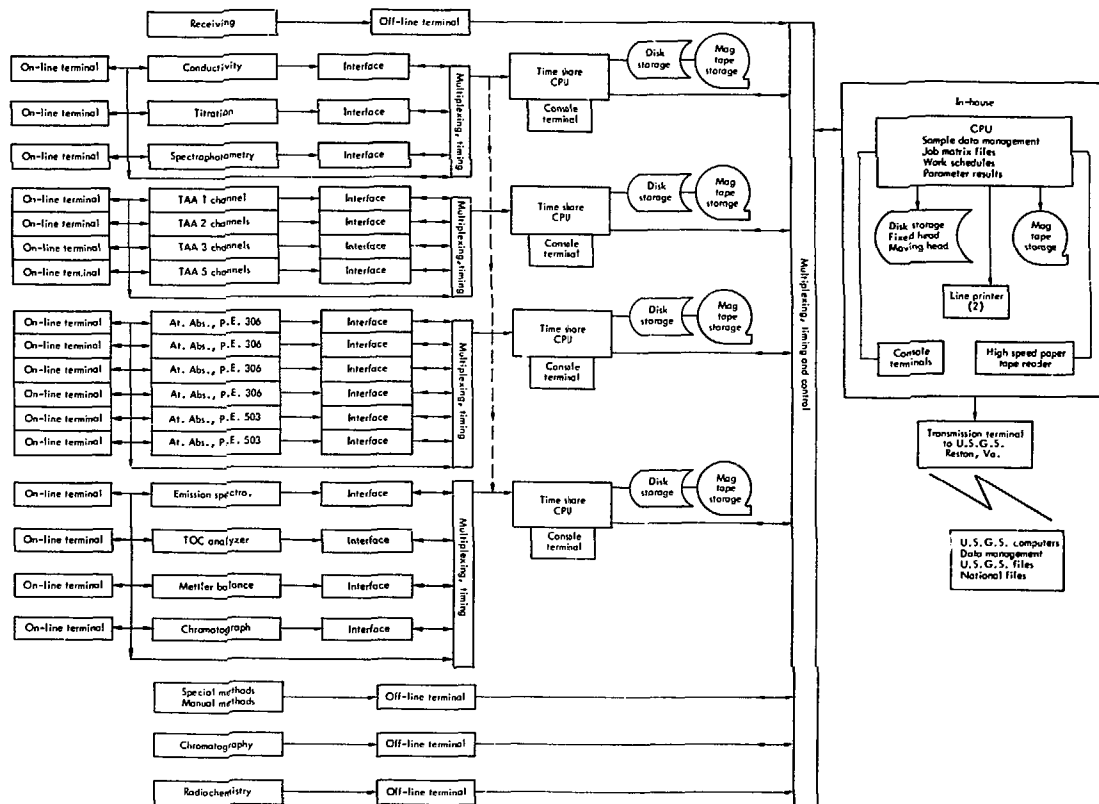 Receiving
Off-line terminal
On-line terminal
Conductivity
Interface
On-line terminal
Titration
Interface
On-line terminal
Spectrophotometry
Interface
Multiplexing, timing
Time share
CPU
Console
terminal
Disk
storage
Mag
tape
storage
On-line terminal
TAA 1 channel
Interface
On-line terminal
TAA 2 channels
Interface
On-line terminal
TAA 3 channels
Interface
On-line terminal
TAA 5 channels
Interface
Multiplexing, timing
Time share
CPU
Console
terminal
Disk
storage
Mag
tape
storage
On-line terminal
At. Abs., P.E. 306
Interface
On-line terminal
At. Abs., P.E. 306
Interface
On-line terminal
At. Abs., P.E. 306
Interface
On-line terminal
At. Abs., P.E. 306
Interface
On-line terminal
At. Abs., P.E. 503
Interface
On-line terminal
At. Abs., P.E. 503
Interface
Multiplexing, timing
Time share
CPU
Console
terminal
Disk
storage
Mag
tape
storage
On-line terminal
Emission spectro.
Interface
On-line terminal
TOC analyzer
Interface
On-line terminal
Mettler balance
Interface
On-line terminal
Chromatograph
Interface
Multiplexing, timing
Time share
CPU
Console
terminal
Disk
storage
Mag
tape
storage
Special methods
Manual methods
Off-line terminal
Chromatography
Off-line terminal
Radiochemistry
Off-line terminal
Multiplexing, timing and control
In-house
CPU
Sample data management
Job matrix files
Work schedules
Parameter results
Disk storage
Fixed head
Moving head
Mag
tape
storage
Line printer
(2)
Console
terminals
High speed paper
tape reader
Transmission terminal
to U.S.G.S.
Reston, Va.
U.S.G.S. computers
Data management
U.S.G.S. files
National files